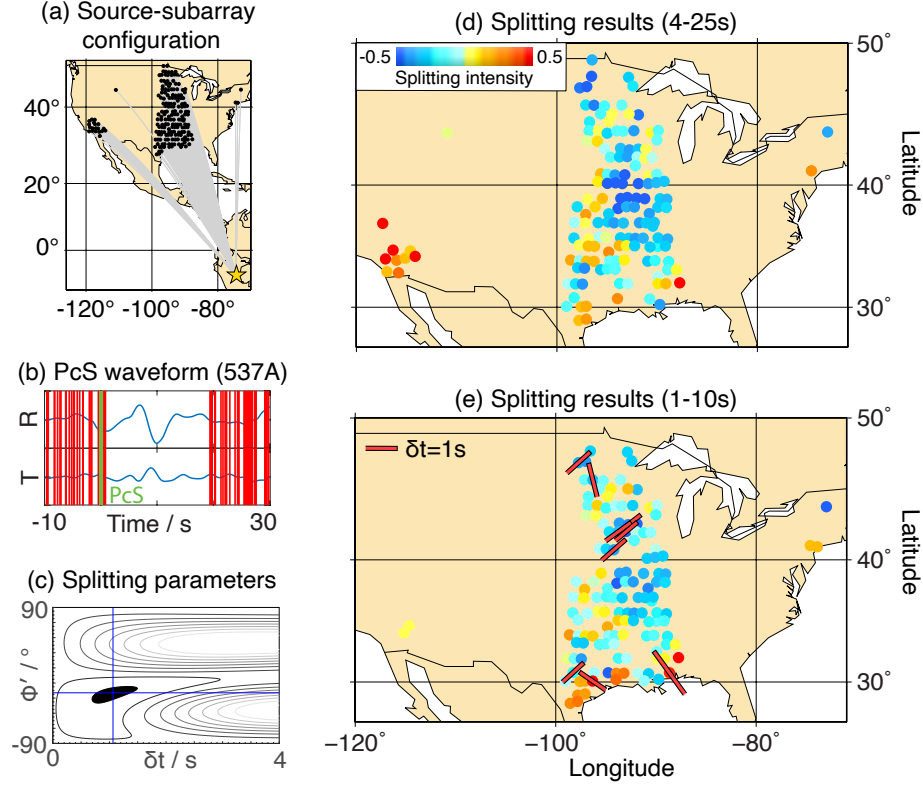 (a) Source-subarray
configuration
40°
20°
0°
-120° -100° -80°
(b) PcS waveform (537A)
R
T
PcS
-10 Time / s 30
(c) Splitting parameters
90
ϕ′ / °
-90
0 δt / s 4
(d) Splitting results (4-25s)
-0.5 0.5
Splitting intensity
50°
40°
30°
Latitude
(e) Splitting results (1-10s)
δt=1s
50°
40°
30°
Latitude
−120° −100° −80°
Longitude